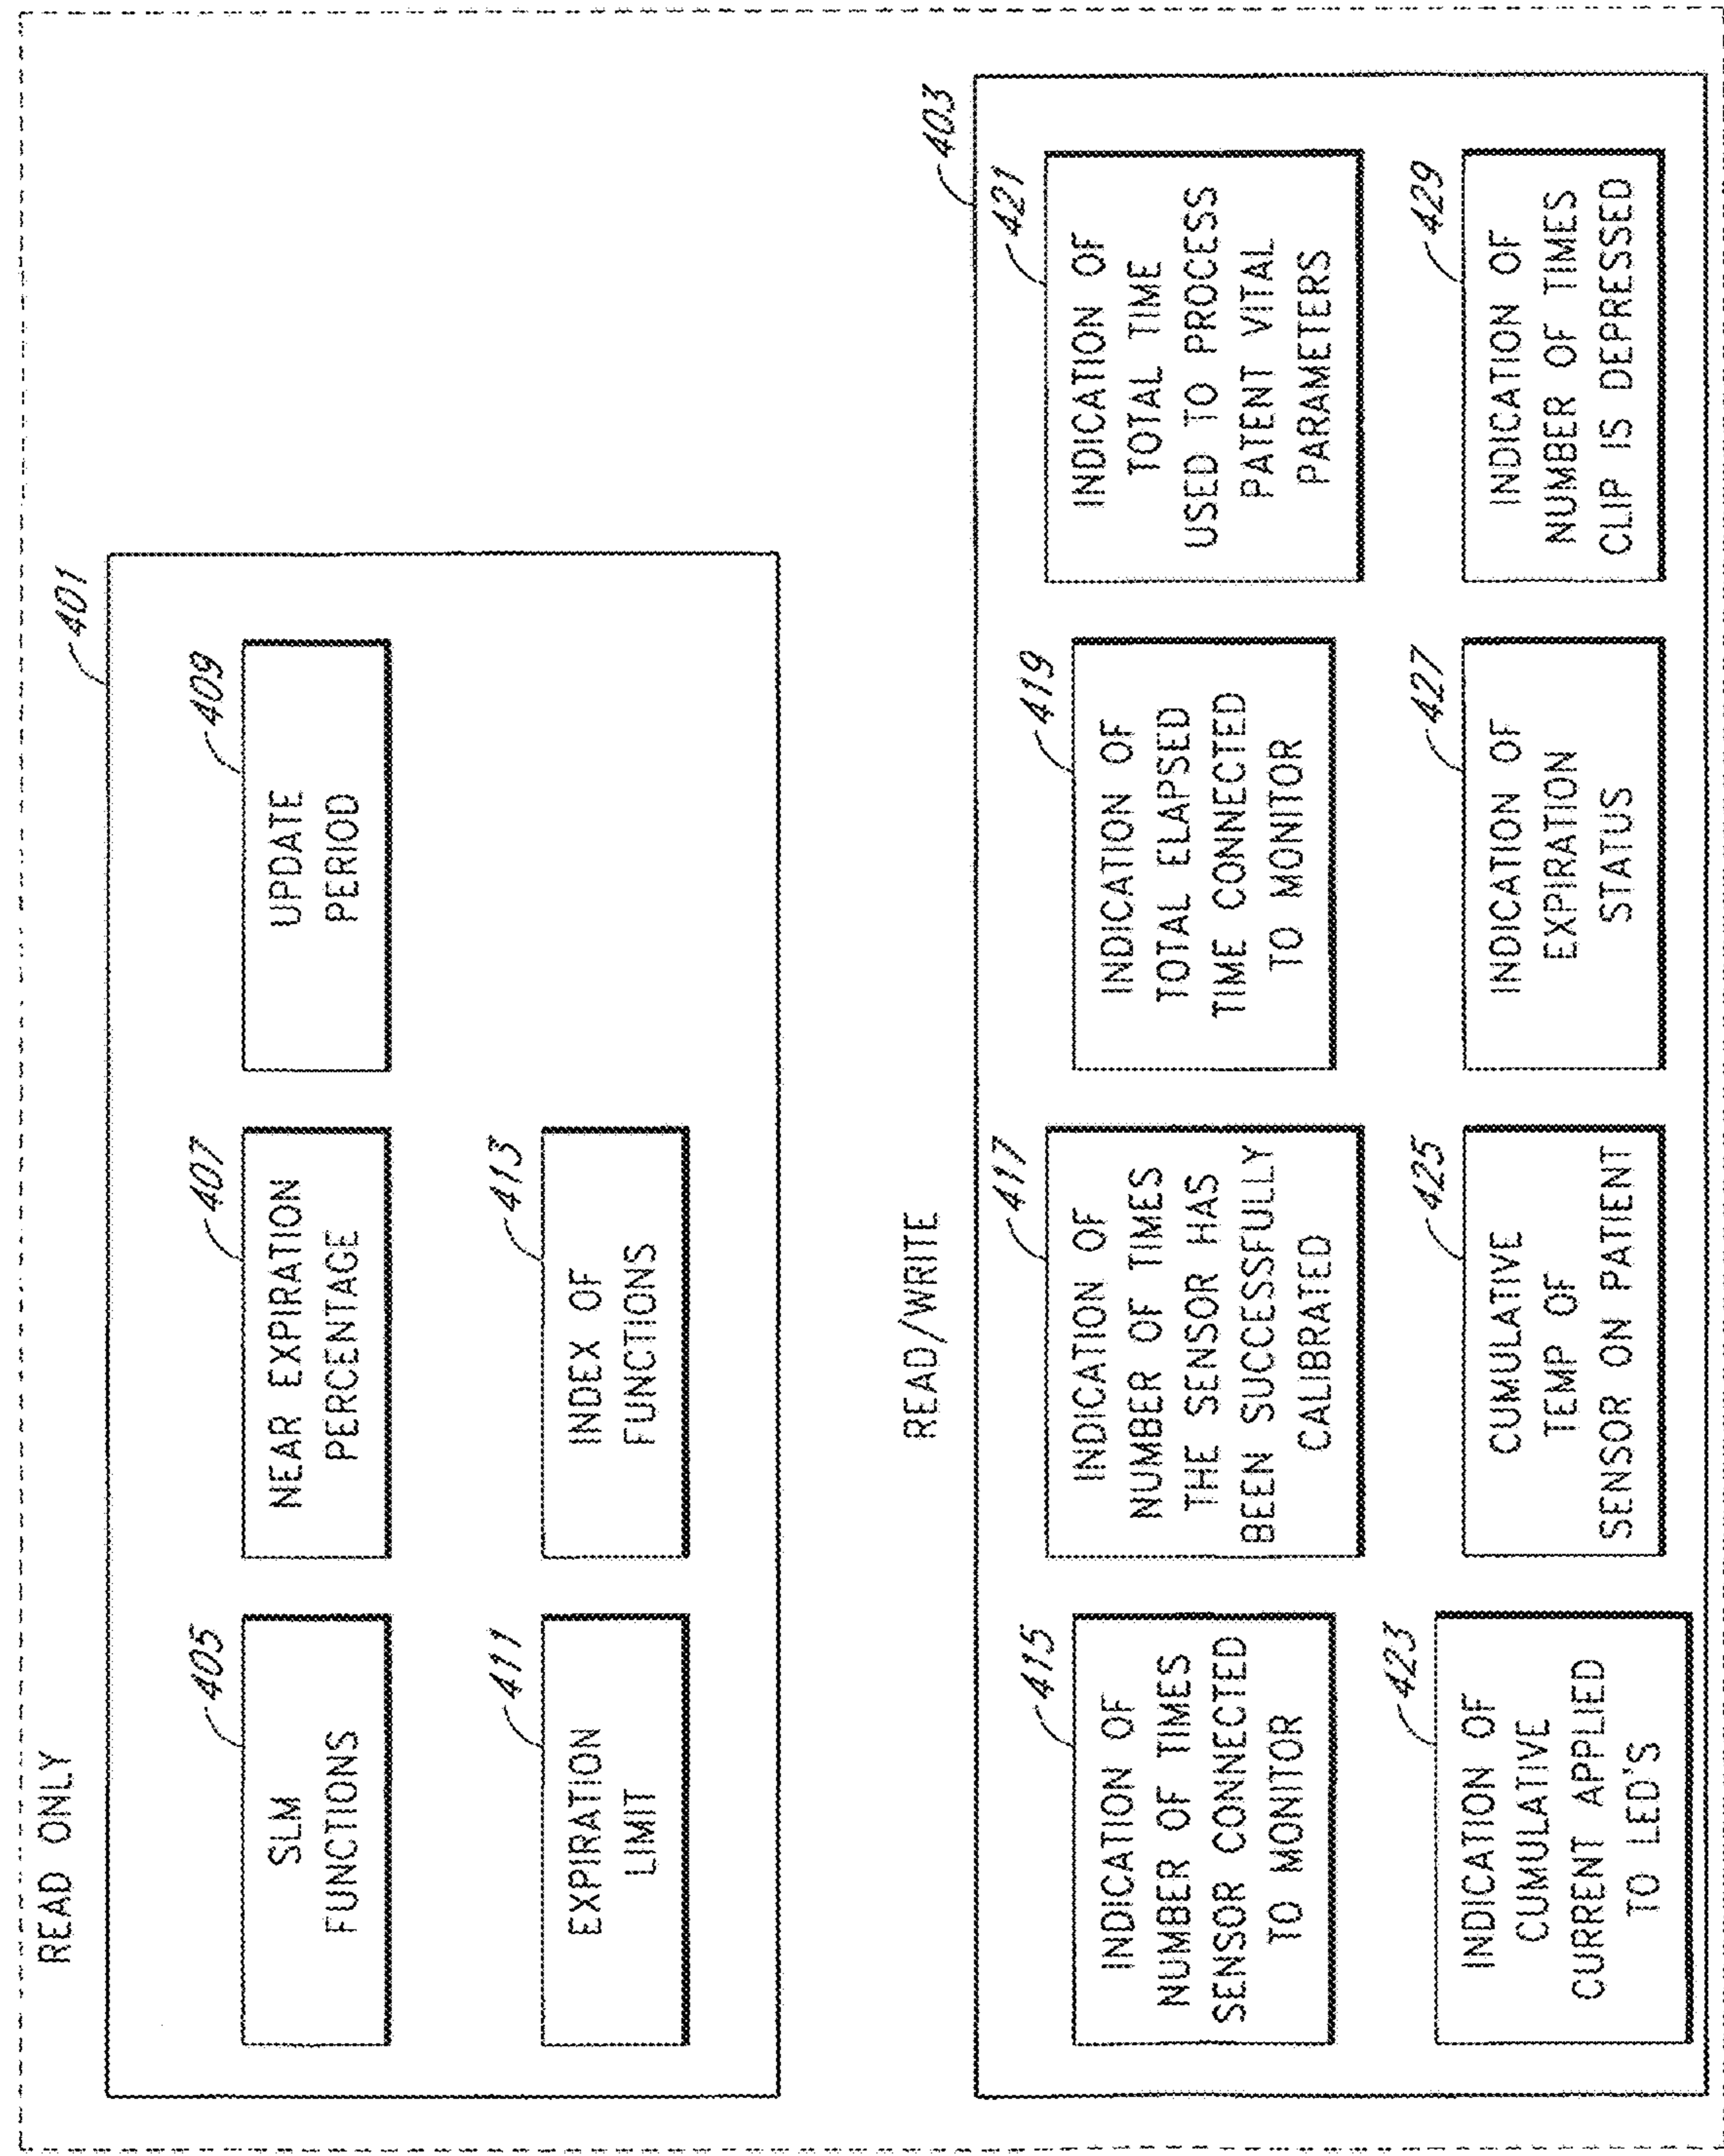 READ ONLY
401
405
SLM
FUNCTIONS
407
NEAR EXPIRATION
PERCENTAGE
409
UPDATE
PERIOD
411
EXPIRATION
LIMIT
413
INDEX OF
FUNCTIONS
READ/WRITE
403
415
INDICATION OF
NUMBER OF TIMES
SENSOR CONNECTED
TO MONITOR
417
INDICATION OF
NUMBER OF TIMES
THE SENSOR HAS
BEEN SUCCESSFULLY
CALIBRATED
419
INDICATION OF
TOTAL ELAPSED
TIME CONNECTED
TO MONITOR
421
INDICATION OF
TOTAL TIME
USED TO PROCESS
PATENT VITAL
PARAMETERS
423
INDICATION OF
CUMULATIVE
CURRENT APPLIED
TO LED'S
425
CUMULATIVE
TEMP OF
SENSOR ON PATIENT
427
INDICATION OF
EXPIRATION
STATUS
429
INDICATION OF
NUMBER OF TIMES
CLIP IS DEPRESSED